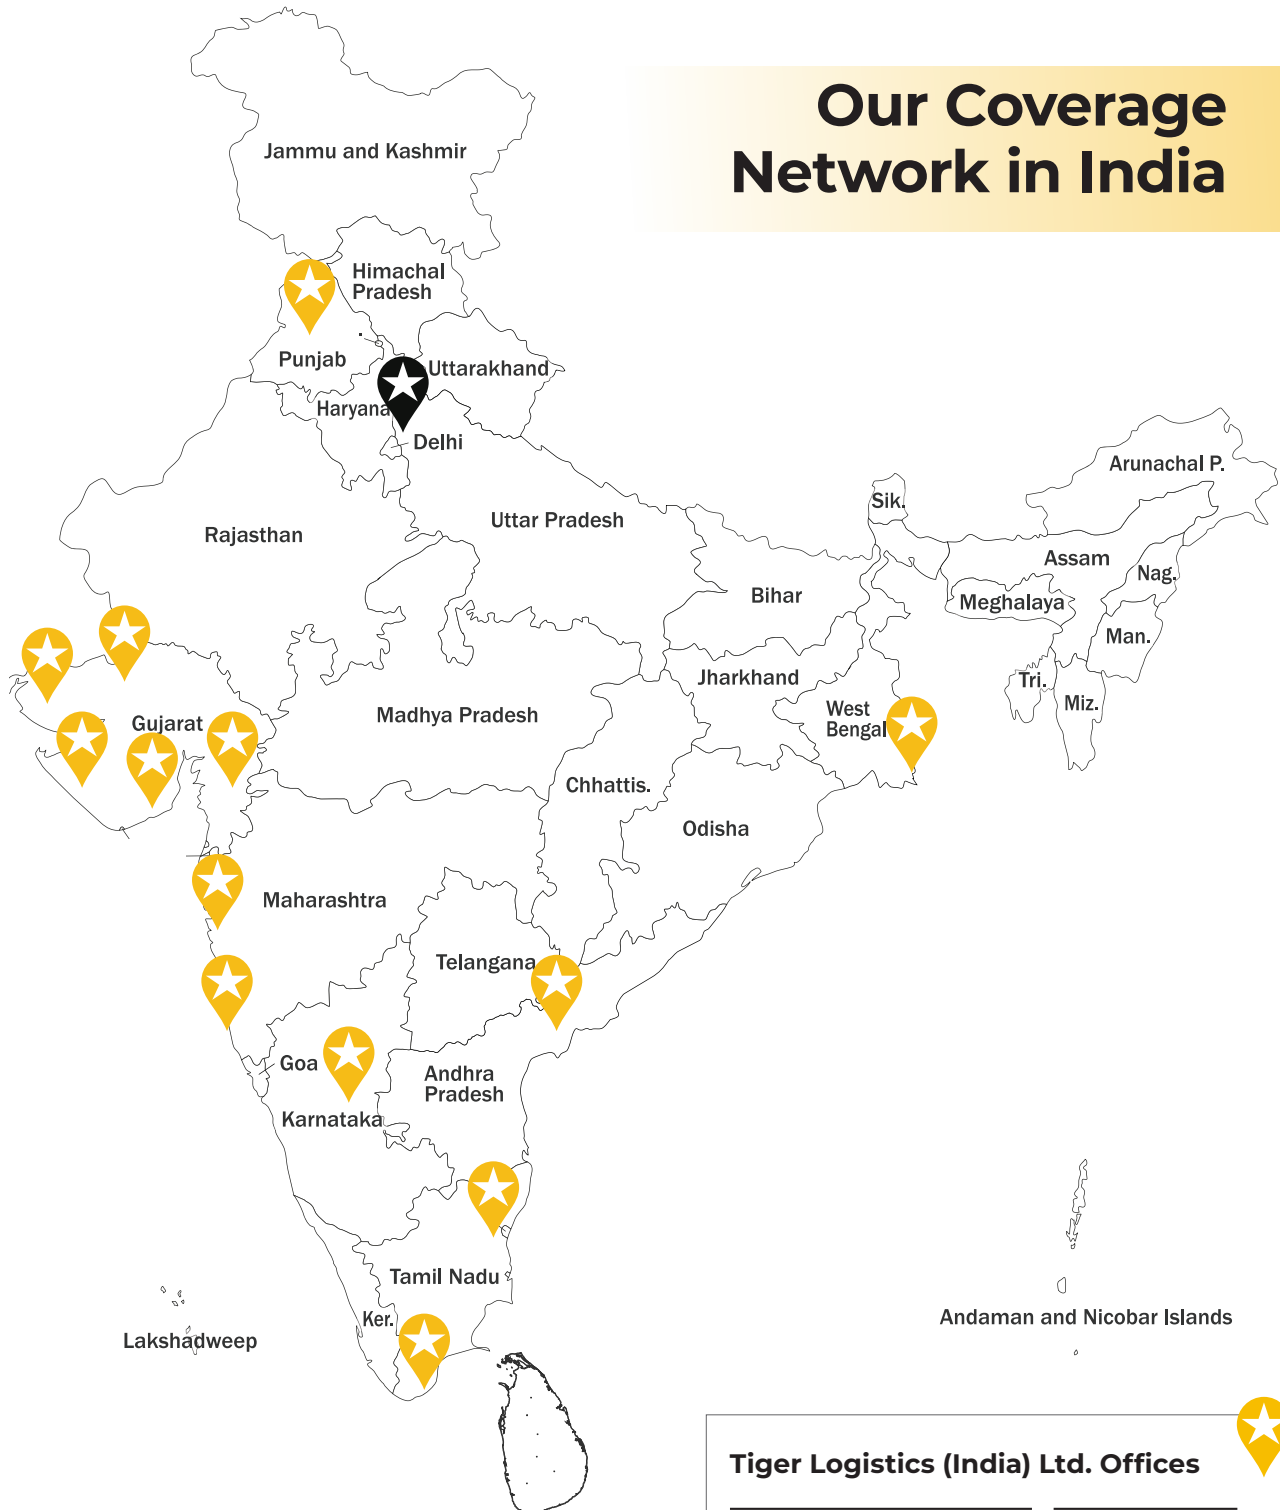 Our Coverage
Network in India
Jammu and Kashmir
Himachal
Pradesh
Punjab
Uttarakhand
Haryana
Delhi
Arunachal P.
Sik.
Rajasthan
Uttar Pradesh
Assam
Nag.
Bihar
Meghalaya
Man.
Jharkhand
Tri.
Miz.
Gujarat
Madhya Pradesh
West
Bengal
Chhattis.
Odisha
Maharashtra
Telangana
Goa
Andhra
Pradesh
Karnataka
Tamil Nadu
Ker.
Lakshadweep
Andaman and Nicobar Islands
Tiger Logistics (India) Ltd. Offices